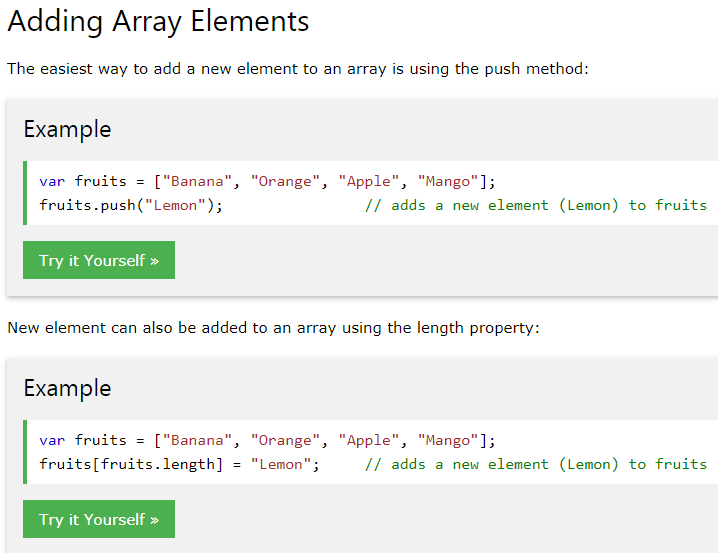 Adding Array Elements
The easiest way to add a new element to an array is using the push method:
Example
var fruits = ["Banana", "Orange", "Apple", "Mango"];
fruits.push("Lemon");                // adds a new element (Lemon) to fruits
Try it Yourself »
New element can also be added to an array using the length property:
Example
var fruits = ["Banana", "Orange", "Apple", "Mango"];
fruits[fruits.length] = "Lemon";     // adds a new element (Lemon) to fruits
Try it Yourself »